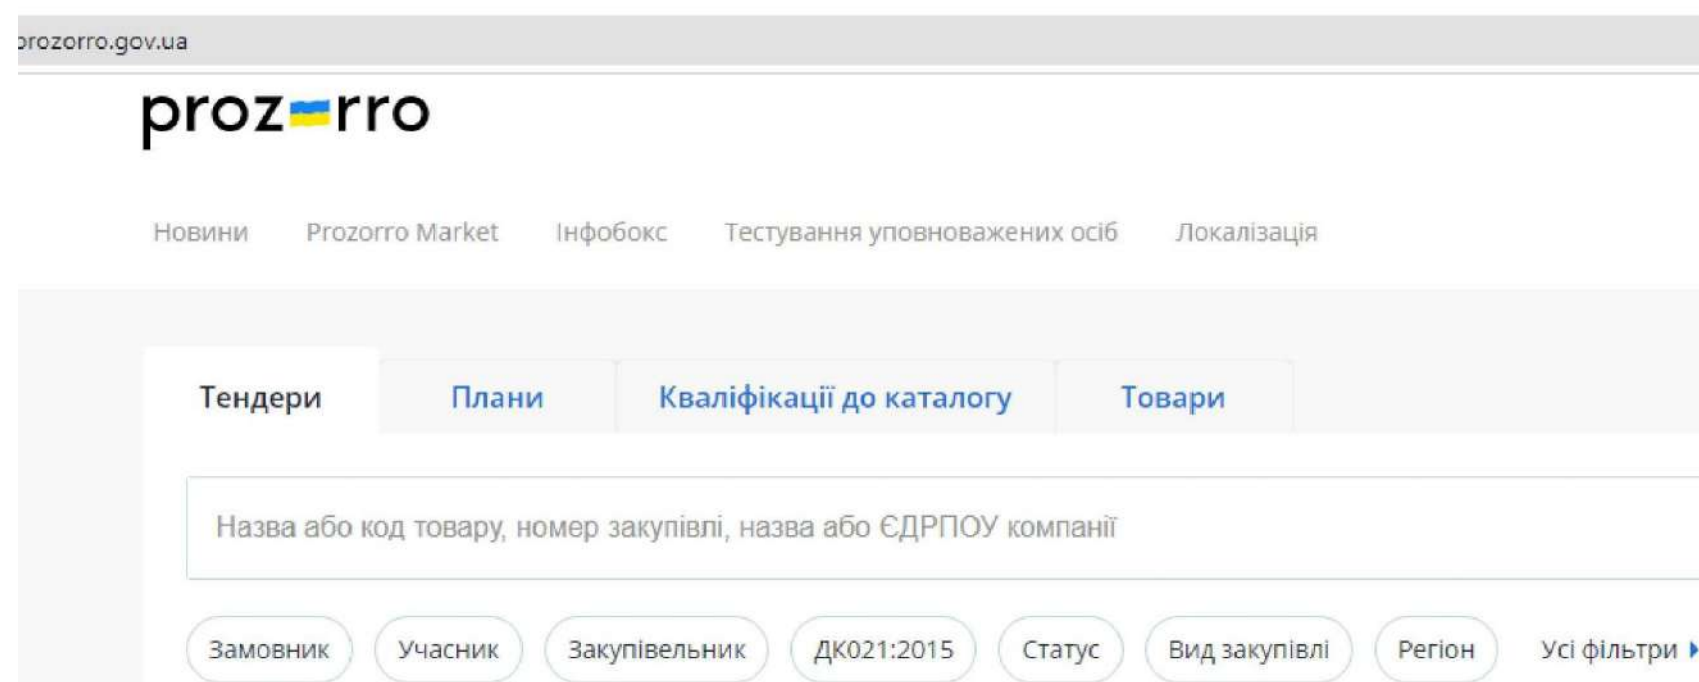 prozorro.gov.ua
prozorro
Новини Prozorro Market Інфобокс Тестування уповноважених осіб Локалізація
Тендери Плани Кваліфікації до каталогу Товари
Назва або код товару, номер закупівлі, назва або ЄДРПОУ компанії
Замовник Учасник Закупівельник ДК021:2015 Статус Вид закупівлі Регіон Усі фільтри